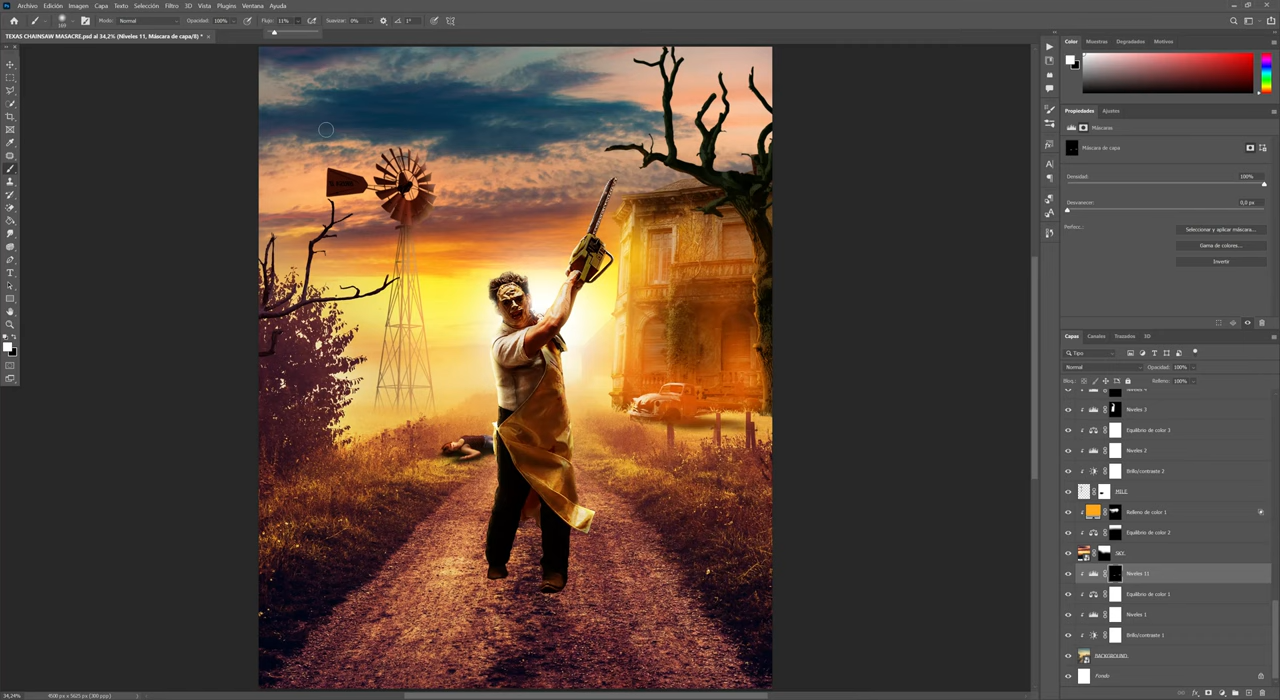 Archivo Edición Imagen Capa Texto Selección Filtro 3D Vista Plugins Ventana Ayuda
Modo: Normal Opacidad: 100% Flujo: 11% Suavizar: 0% 1°
TEXAS CHAINSAW MASACRE.psd al 34,2% (Niveles 11, Máscara de capa/8) *
Color Muestras Degradados Motivos
Propiedades Ajustes
Máscaras
Máscara de capa
Densidad: 100%
Desvanecer: 0,0 px
Perfecc.:
Seleccionar y aplicar máscara...
Gama de colores...
Invertir
Capas Canales Trazados 3D
Tipo
Normal Opacidad: 100%
Bloq.: Relleno: 100%
Niveles 4
Niveles 3
Equilibrio de color 3
Niveles 2
Brillo/contraste 2
Relleno de color 1
Equilibrio de color 2
SKY.
Niveles 11
Equilibrio de color 1
Niveles 1
Brillo/contraste 1
BACKGROUND.
Fondo
34,24% 4500 px x 5625 px (300 ppp)